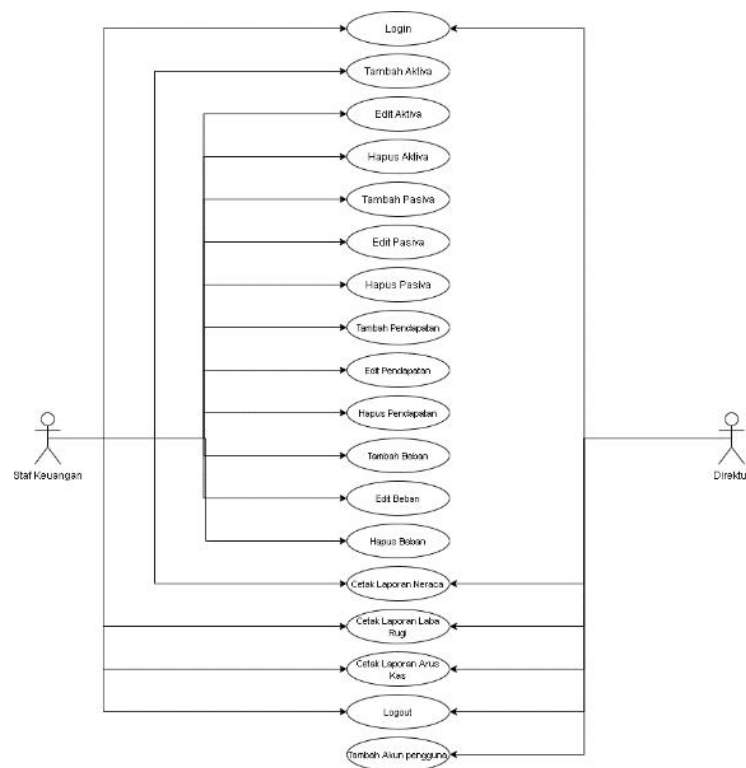 Login
Tambah Aktiva
Edit Aktiva
Hapus Aktiva
Tambah Pasiva
Edit Pasiva
Hapus Pasiva
Tambah Pendapatan
Edit Pendapatan
Hapus Pendapatan
Tambah Beban
Edit Beban
Hapus Beban
Cetak Laporan Neraca
Cetak Laporan Laba
Rugi
Cetak Laporan Arus
Kas
Logout
Tambah Akun pengguna
Staf Keuangan
Direktu